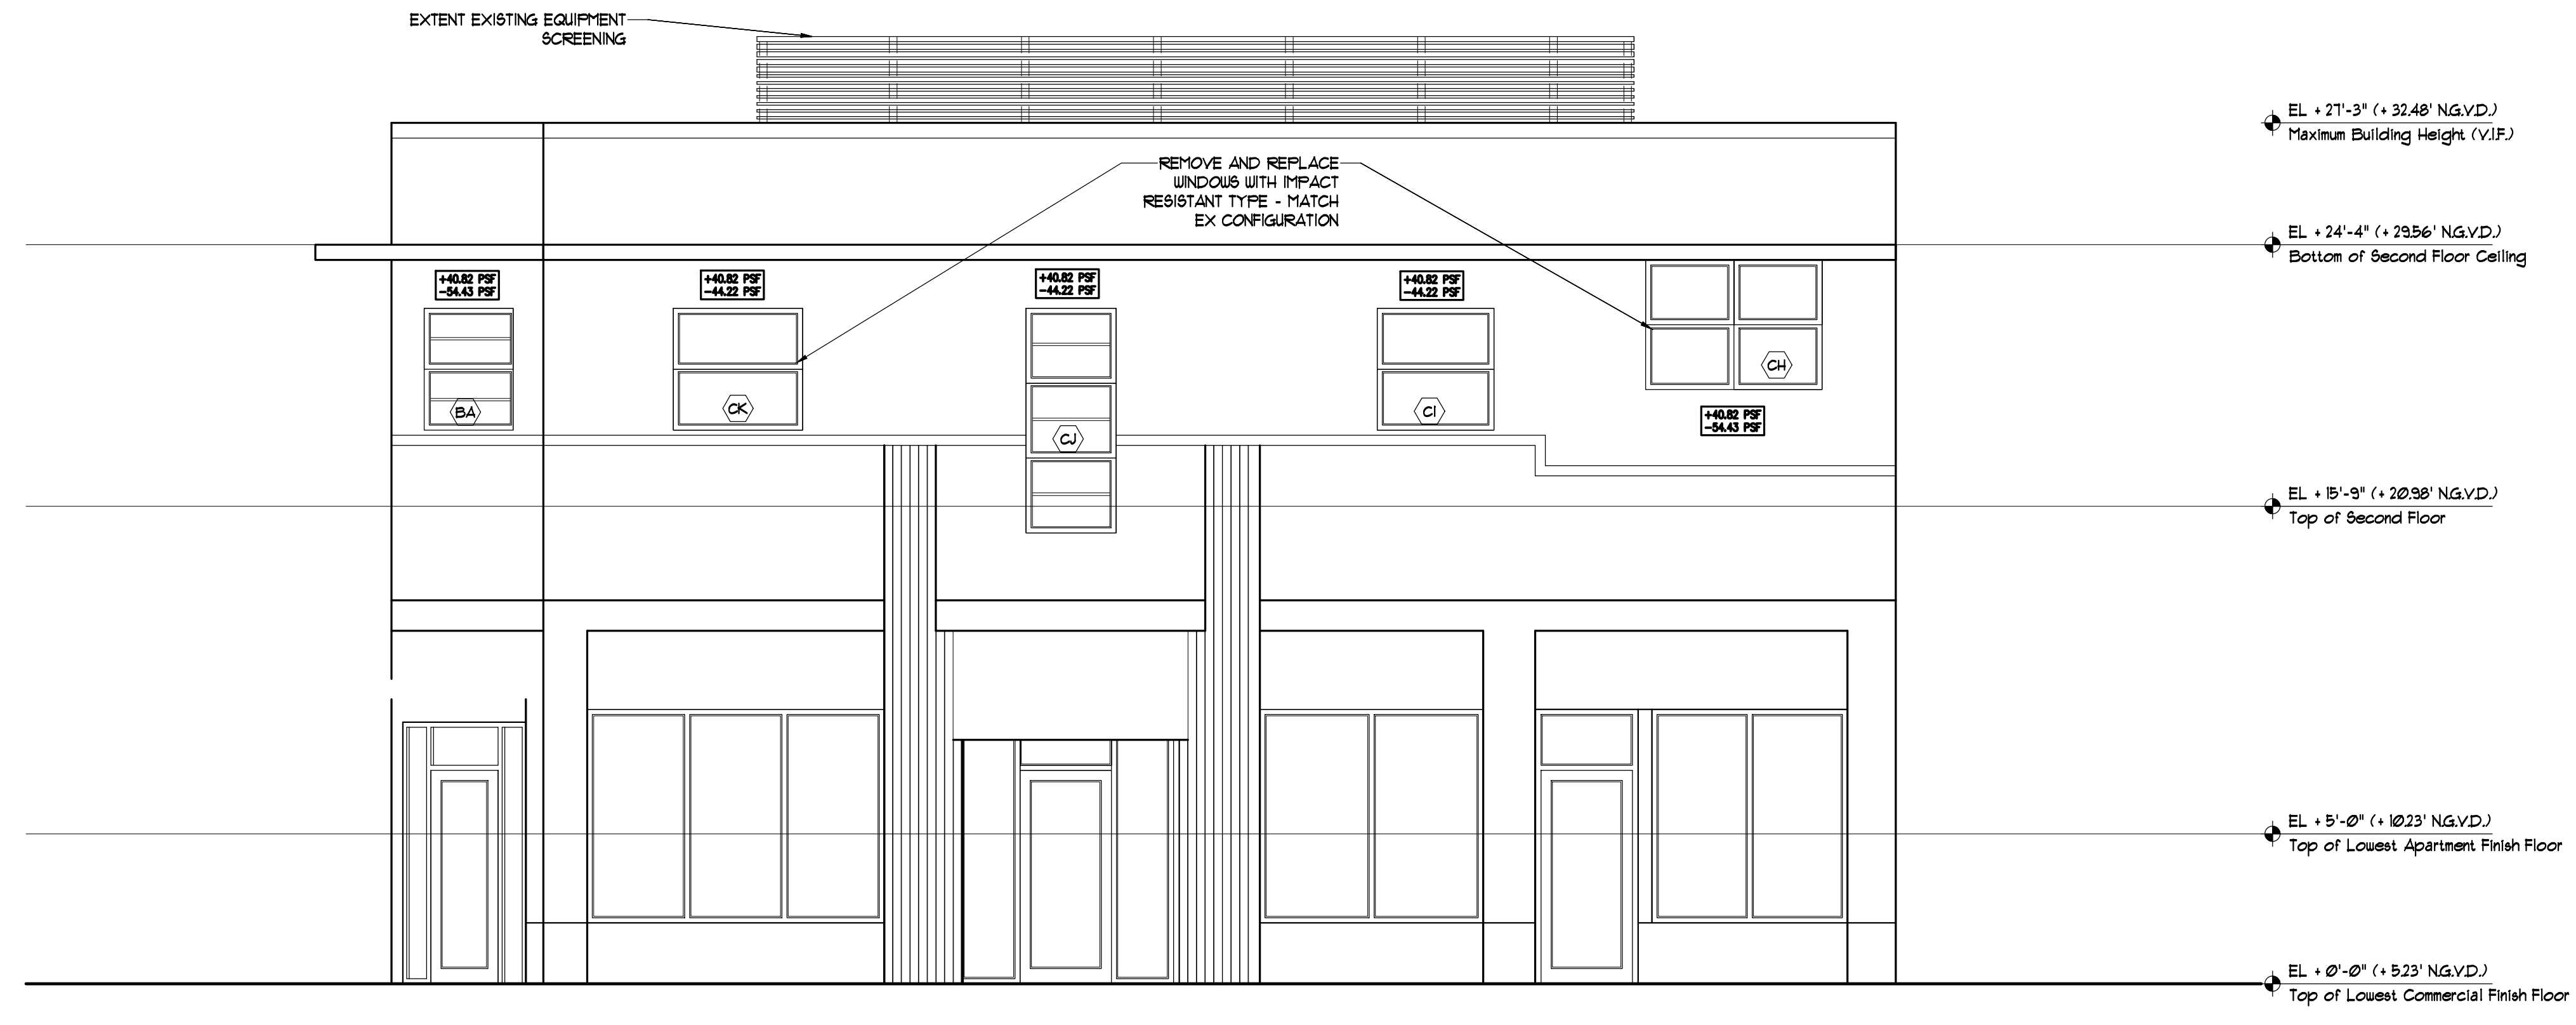 EXTENT EXISTING EQUIPMENT
SCREENING
EL + 27'-3" (+ 32.48' N.G.V.D.)
Maximum Building Height (V.I.F.)
REMOVE AND REPLACE
WINDOWS WITH IMPACT
RESISTANT TYPE - MATCH
EX CONFIGURATION
EL + 24'-4" (+ 29.56' N.G.V.D.)
Bottom of Second Floor Ceiling
+40.82 PSF
-54.43 PSF
+40.82 PSF
-44.22 PSF
+40.82 PSF
-44.22 PSF
+40.82 PSF
-44.22 PSF
CH
BA
CK
CJ
CI
+40.82 PSF
-54.43 PSF
EL + 15'-9" (+ 20.98' N.G.V.D.)
Top of Second Floor
EL + 5'-0" (+ 10.23' N.G.V.D.)
Top of Lowest Apartment Finish Floor
EL + 0'-0" (+ 5.23' N.G.V.D.)
Top of Lowest Commercial Finish Floor